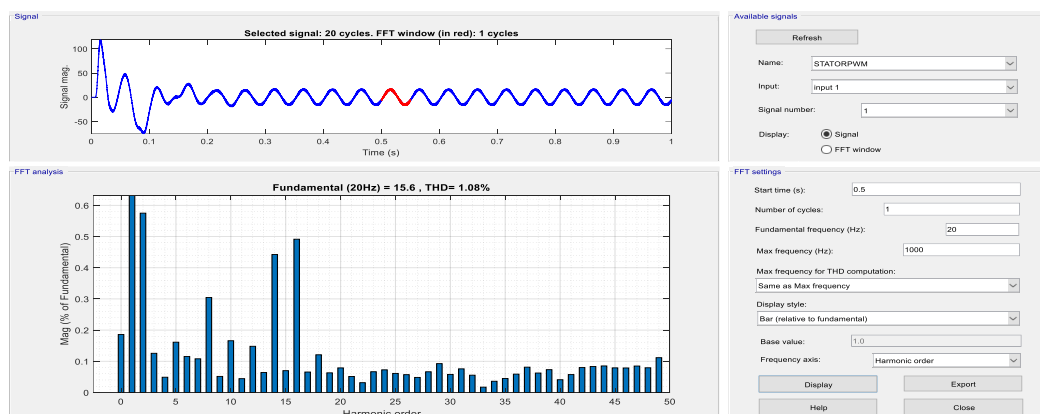 Signal
Selected signal: 20 cycles. FFT window (in red): 1 cycles
Signal mag.
100
50
0
-50
0 0.1 0.2 0.3 0.4 0.5 0.6 0.7 0.8 0.9 1
Time (s)
Available signals
Refresh
Name: STATORPWM
Input: input 1
Signal number: 1
Display: Signal
FFT window
FFT analysis
Fundamental (20Hz) = 15.6 , THD= 1.08%
Mag (% of Fundamental)
0.6
0.5
0.4
0.3
0.2
0.1
0
0 5 10 15 20 25 30 35 40 45 50
Harmonic order
FFT settings
Start time (s): 0.5
Number of cycles: 1
Fundamental frequency (Hz): 20
Max frequency (Hz): 1000
Max frequency for THD computation:
Same as Max frequency
Display style:
Bar (relative to fundamental)
Base value: 1.0
Frequency axis: Harmonic order
Display Export
Help Close